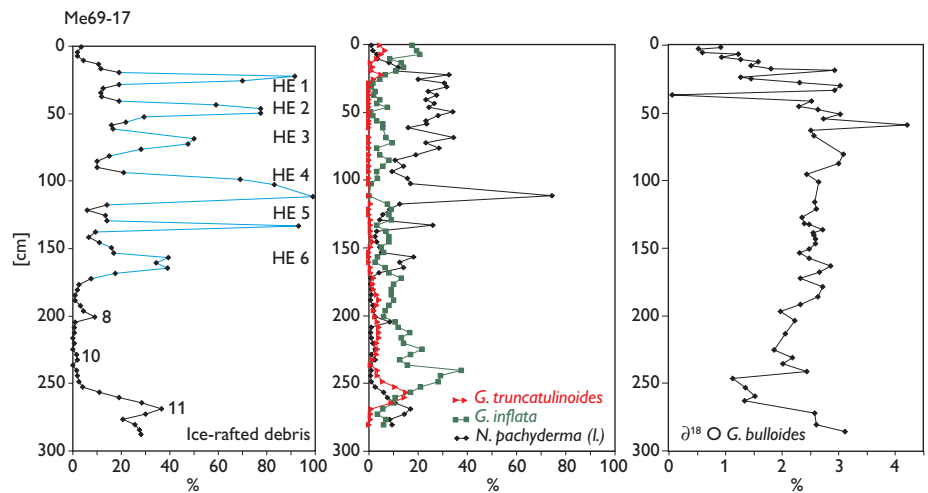 Me69-17
0
50
100
150
200
250
300
[cm]
HE 1
HE 2
HE 3
HE 4
HE 5
HE 6
8
10
11
Ice-rafted debris
0 20 40 60 80 100
%
0
50
100
150
200
250
300
G. truncatulinoides
G. inflata
N. pachyderma (l.)
0 20 40 60 80 100
%
0
50
100
150
200
250
300
∂¹⁸ O G. bulloides
0 1 2 3 4 5
%